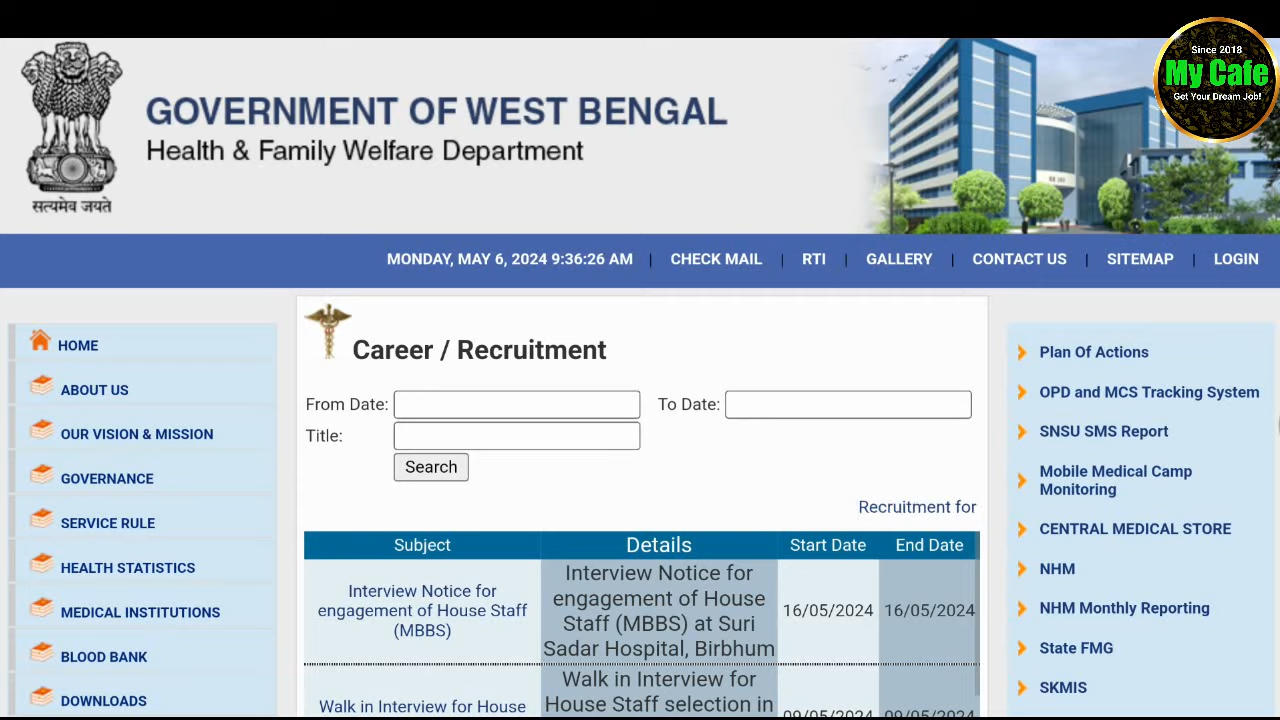 Since 2018
My Cafe
Get Your Dream Job!
GOVERNMENT OF WEST BENGAL
Health & Family Welfare Department
सत्यमेव जयते
MONDAY, MAY 6, 2024 9:36:26 AM | CHECK MAIL | RTI | GALLERY | CONTACT US | SITEMAP | LOGIN
HOME
ABOUT US
OUR VISION & MISSION
GOVERNANCE
SERVICE RULE
HEALTH STATISTICS
MEDICAL INSTITUTIONS
BLOOD BANK
DOWNLOADS
Career / Recruitment
From Date: To Date:
Title:
Search
Recruitment for
Subject Details Start Date End Date
Interview Notice for
engagement of House Staff
(MBBS)
Interview Notice for
engagement of House
Staff (MBBS) at Suri
Sadar Hospital, Birbhum
16/05/2024 16/05/2024
Walk in Interview for House
Walk in Interview for
House Staff selection in
09/05/2024 09/05/2024
Plan Of Actions
OPD and MCS Tracking System
SNSU SMS Report
Mobile Medical Camp
Monitoring
CENTRAL MEDICAL STORE
NHM
NHM Monthly Reporting
State FMG
SKMIS